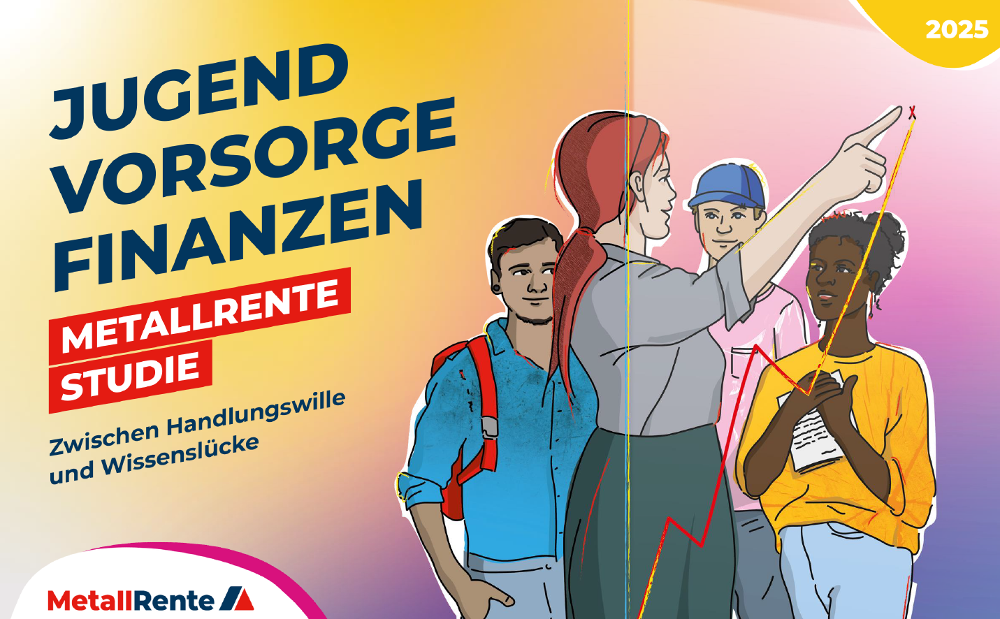 2025
JUGEND
VORSORGE
FINANZEN
METALLRENTE
STUDIE
Zwischen Handlungswille
und Wissenslücke
MetallRente